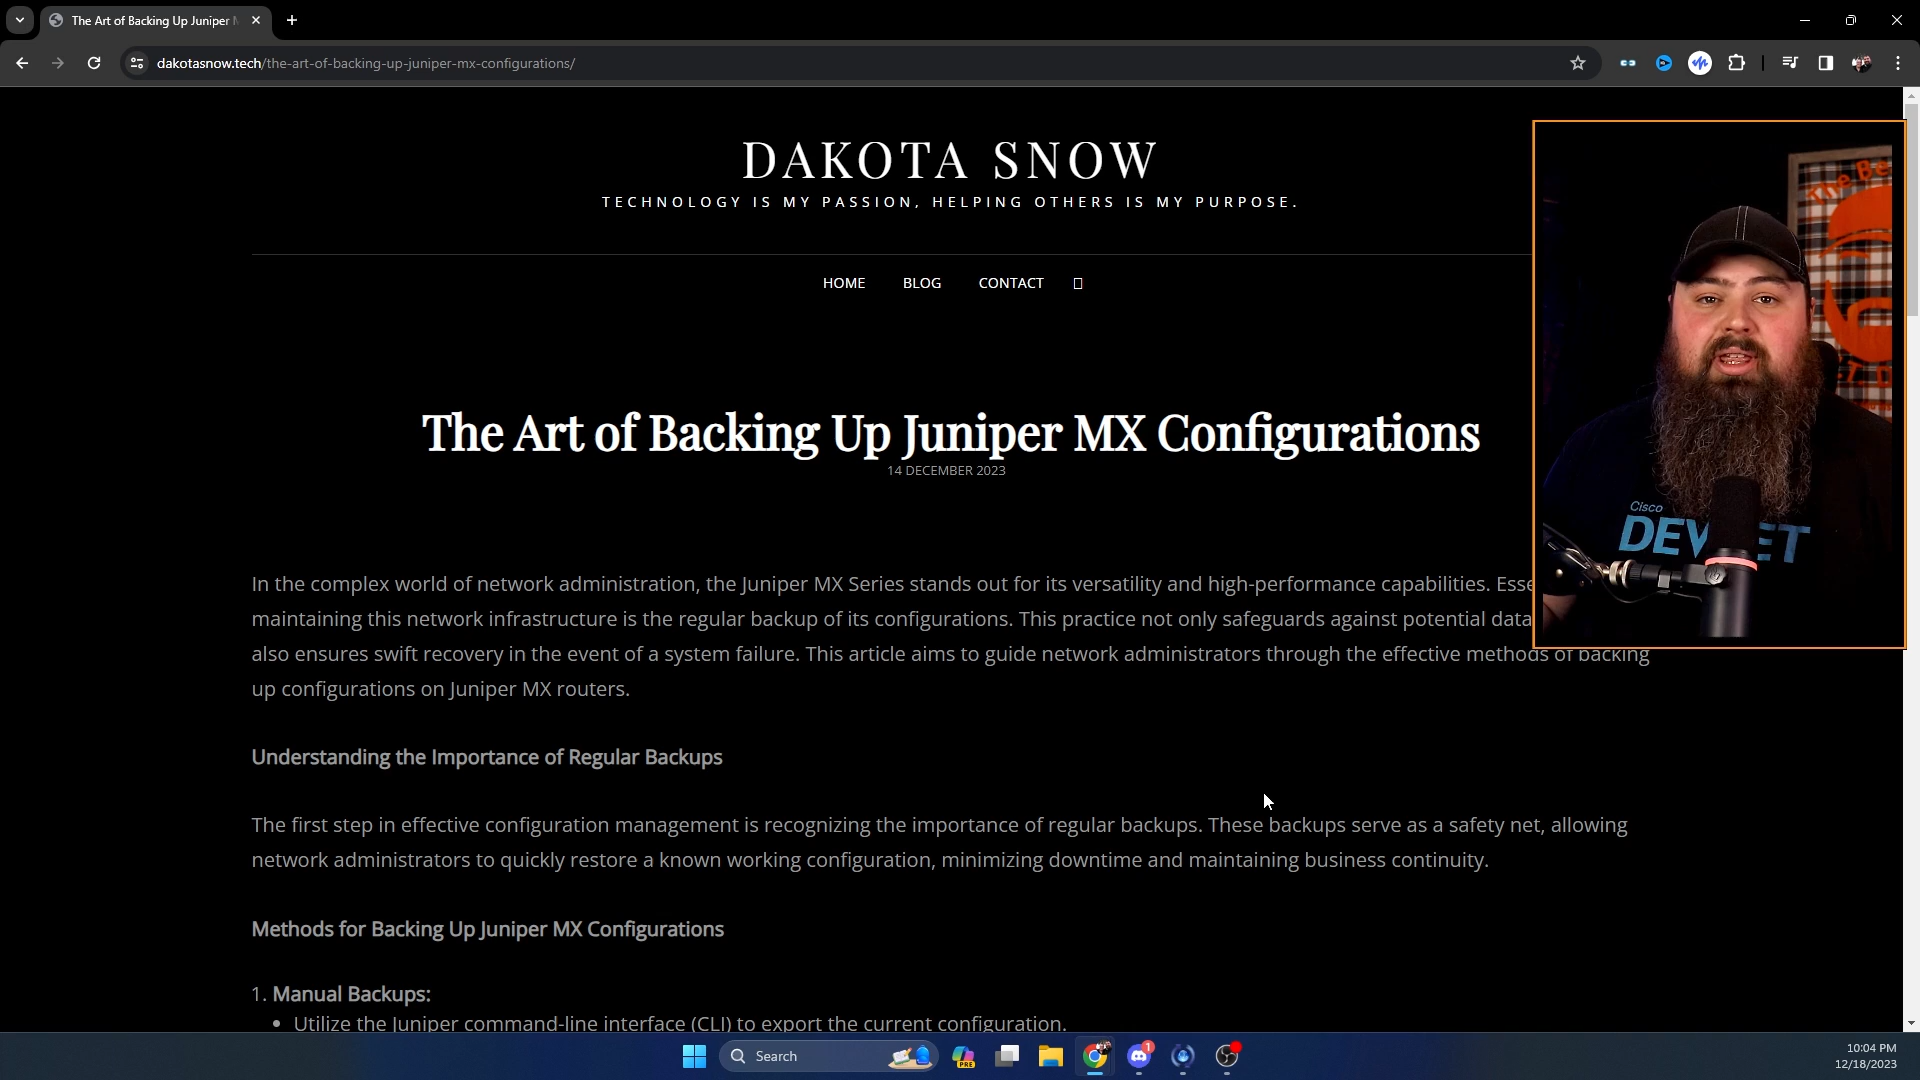 The Art of Backing Up Juniper
dakotasnow.tech/the-art-of-backing-up-juniper-mx-configurations/
DAKOTA SNOW
TECHNOLOGY IS MY PASSION, HELPING OTHERS IS MY PURPOSE.
HOME BLOG CONTACT
The Art of Backing Up Juniper MX Configurations
14 DECEMBER 2023
In the complex world of network administration, the Juniper MX Series stands out for its versatility and high-performance capabilities. Esse
maintaining this network infrastructure is the regular backup of its configurations. This practice not only safeguards against potential data
also ensures swift recovery in the event of a system failure. This article aims to guide network administrators through the effective methods of backing
up configurations on Juniper MX routers.
Understanding the Importance of Regular Backups
The first step in effective configuration management is recognizing the importance of regular backups. These backups serve as a safety net, allowing
network administrators to quickly restore a known working configuration, minimizing downtime and maintaining business continuity.
Methods for Backing Up Juniper MX Configurations
1. Manual Backups:
• Utilize the Juniper command-line interface (CLI) to export the current configuration.
The Be
Cisco
DEV ET
Search
PRE
1
10:04 PM
12/18/2023